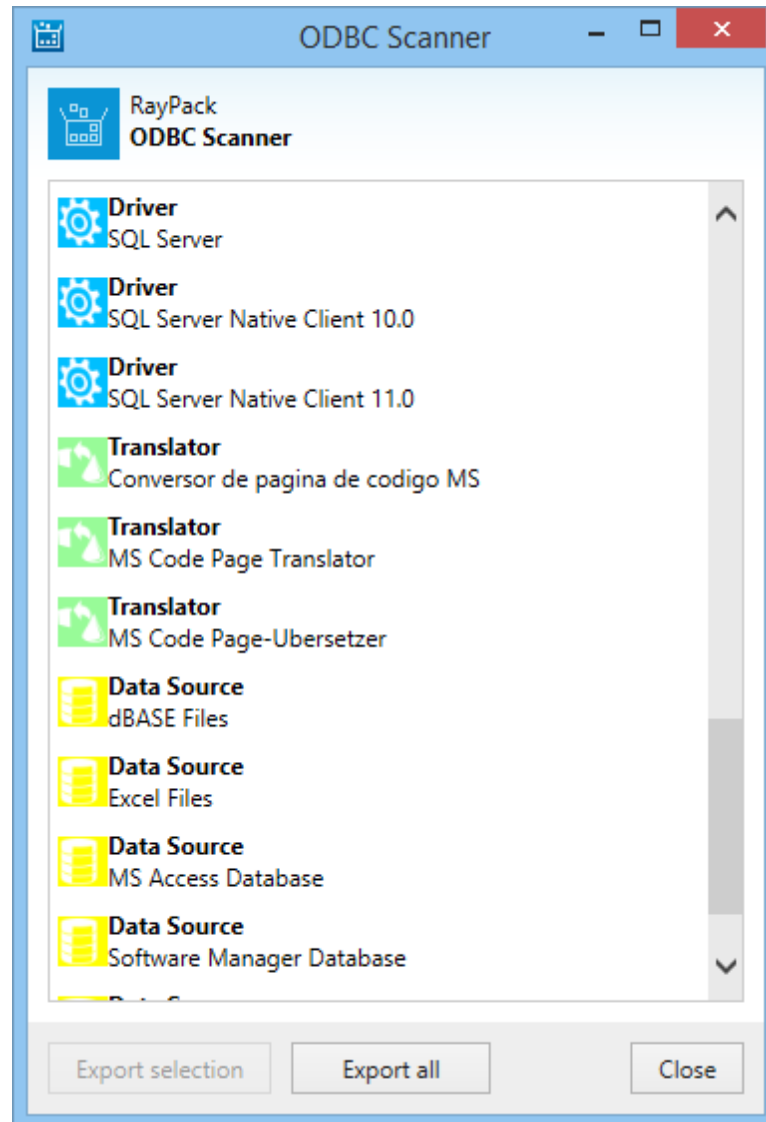 ODBC Scanner
RayPack
ODBC Scanner
Driver
SQL Server
Driver
SQL Server Native Client 10.0
Driver
SQL Server Native Client 11.0
Translator
Conversor de pagina de codigo MS
Translator
MS Code Page Translator
Translator
MS Code Page-Ubersetzer
Data Source
dBASE Files
Data Source
Excel Files
Data Source
MS Access Database
Data Source
Software Manager Database
Export selection
Export all
Close